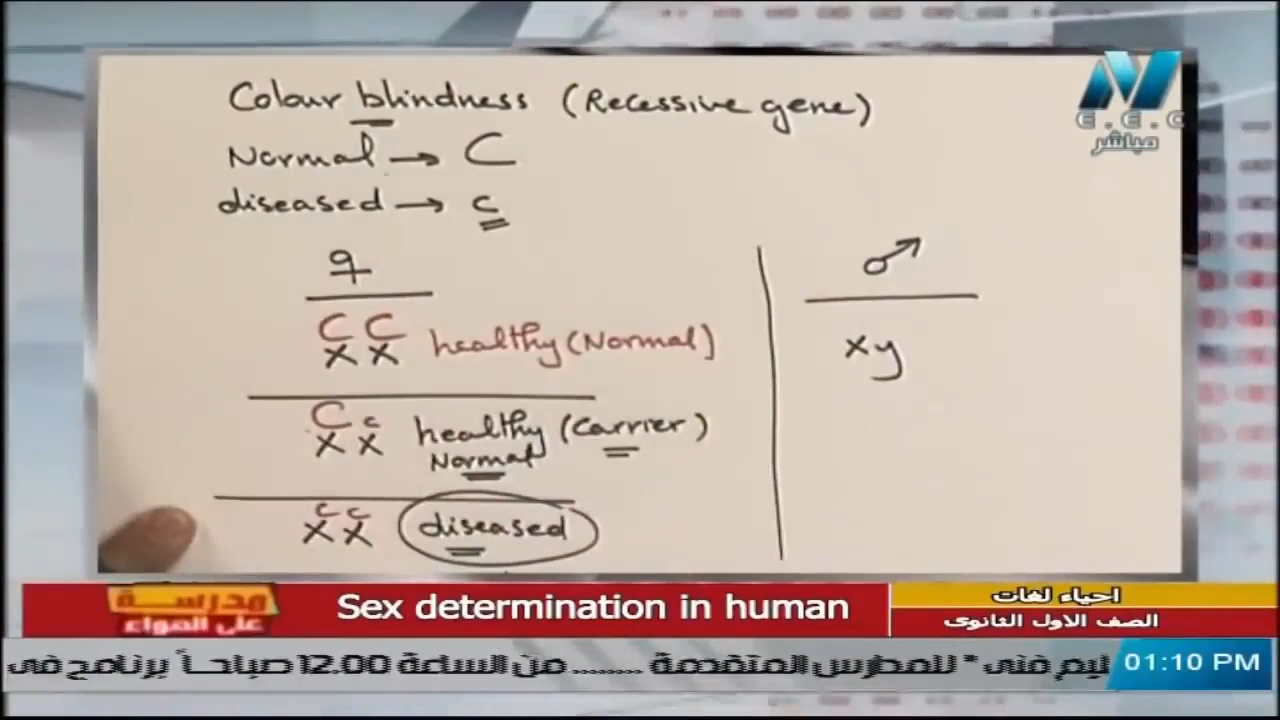 Colour blindness (Recessive gene)
Normal → C
diseased → c
♀
C C
X X healthy (Normal)
C c
X X healthy (Carrier)
Normal
c c
X X diseased
♂
xy
E.E.C
مباشر
مدرسة
على الهواء
Sex determination in human
احياء لغات
الصف الاول الثانوى
ليم فنى " للمدارس المتقدمة ........ من الساعة 12.00 صباحاً برنامج فى
01:10 PM